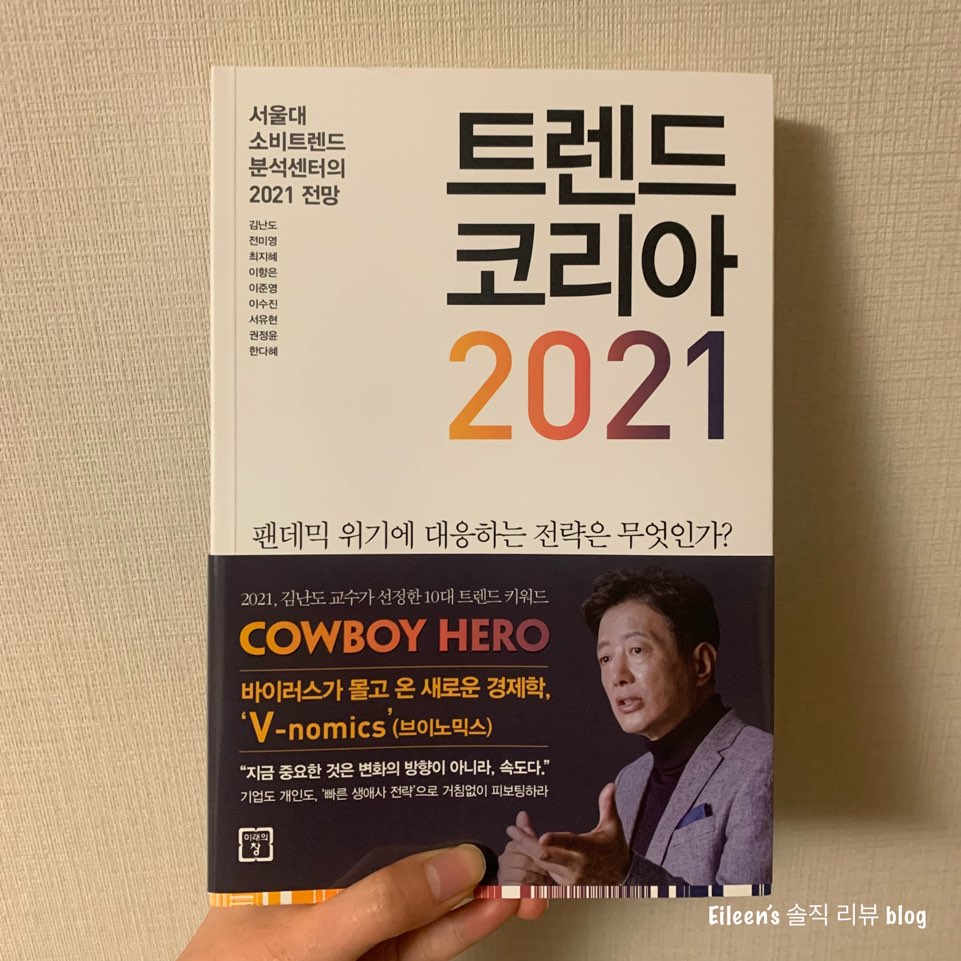 서울대
소비트렌드
분석센터의
2021 전망
김난도
전미영
최지혜
이향은
이준영
이수진
서유현
권정윤
한다혜
트렌드
코리아
2021
팬데믹 위기에 대응하는 전략은 무엇인가?
2021, 김난도 교수가 선정한 10대 트렌드 키워드
COWBOY HERO
바이러스가 몰고 온 새로운 경제학,
‘V-nomics’(브이노믹스)
“지금 중요한 것은 변화의 방향이 아니라, 속도다.”
기업도 개인도, ‘빠른 생애사 전략’으로 거침없이 피보팅하라
미래의
창
Eileen's 솔직 리뷰 blog